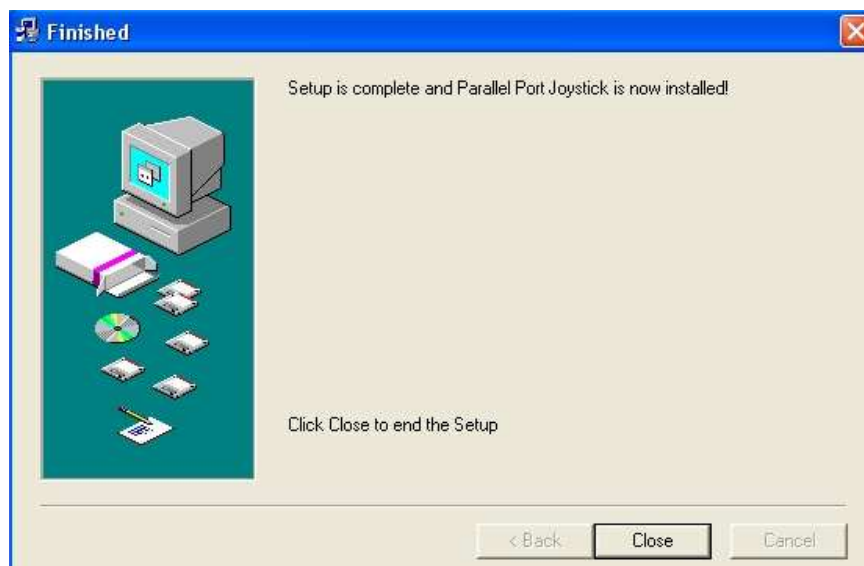 Finished
Setup is complete and Parallel Port Joystick is now installed!
Click Close to end the Setup
< Back
Close
Cancel